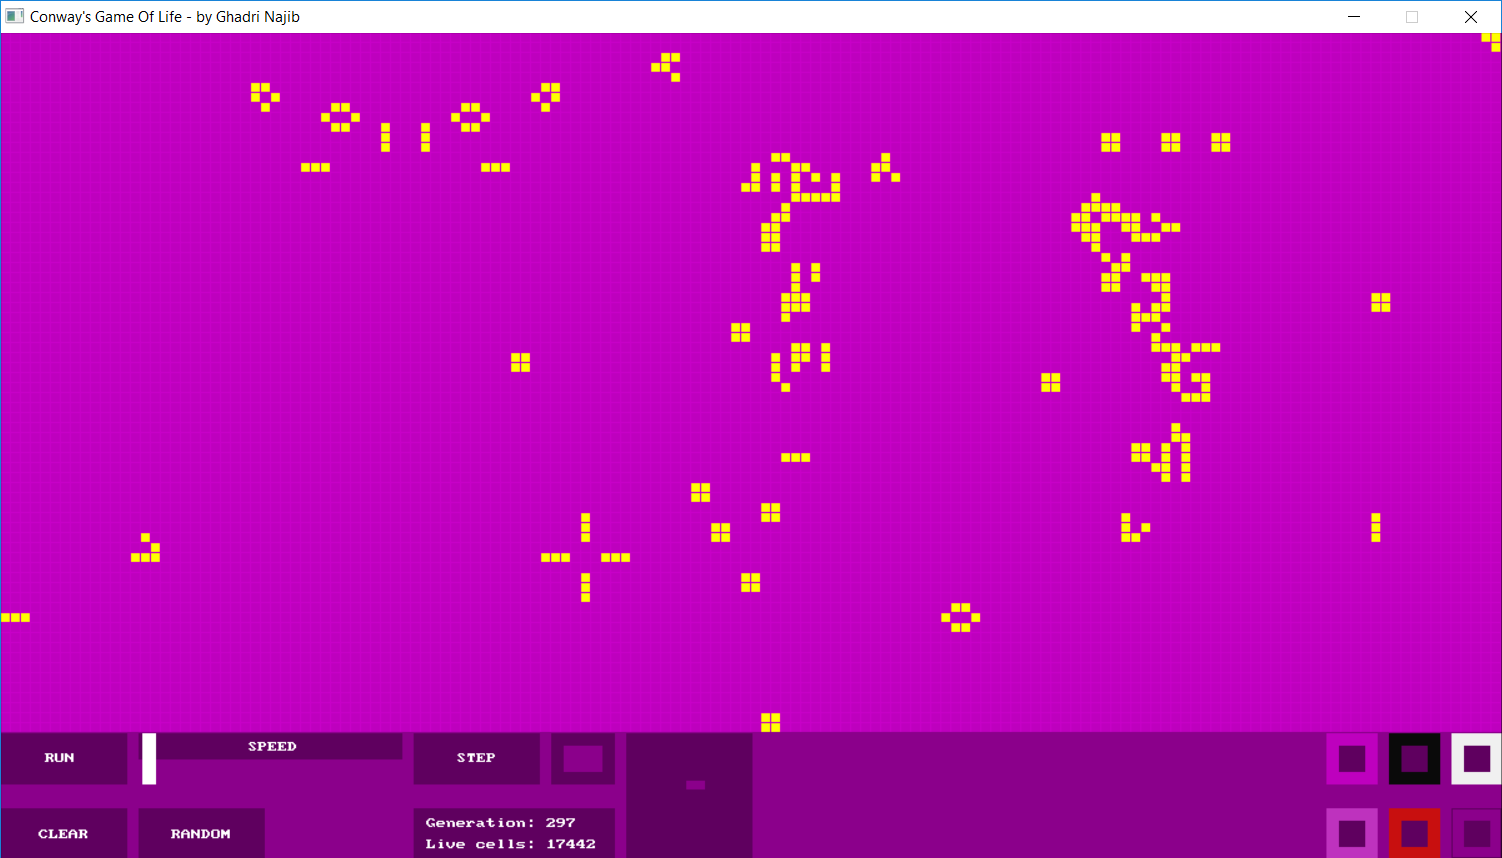 Conway's Game Of Life - by Ghadri Najib
RUN
SPEED
STEP
CLEAR
RANDOM
Generation: 297
Live cells: 17442